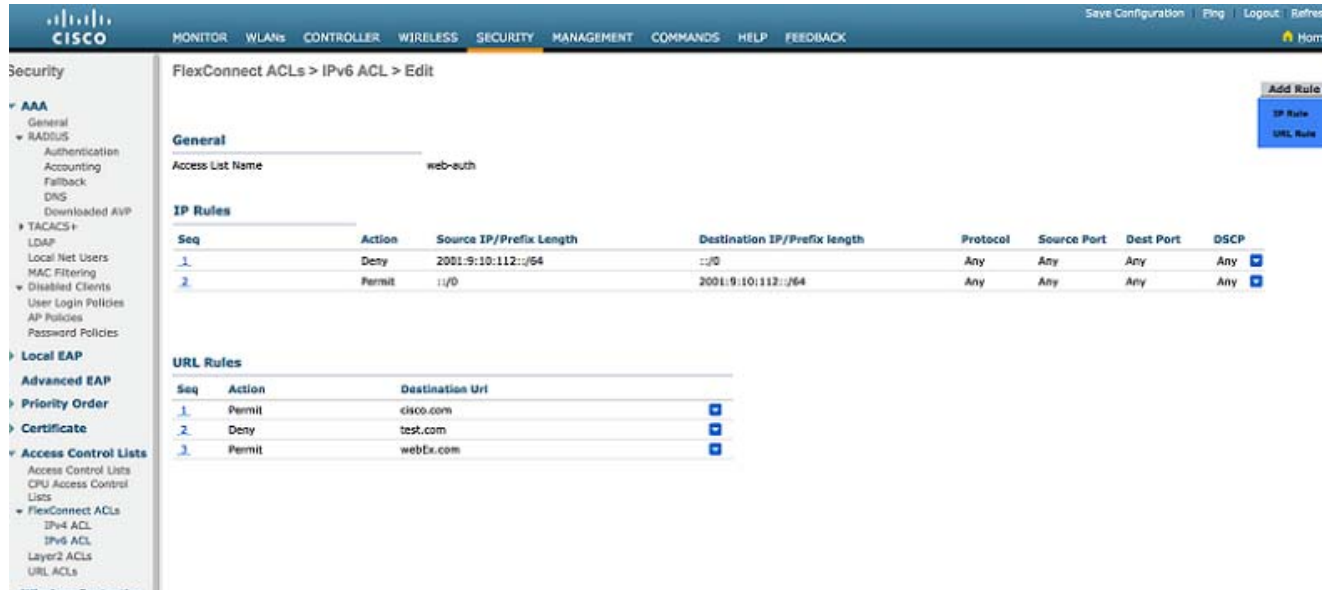 Save Configuration Ping Logout Refres
CISCO MONITOR WLANs CONTROLLER WIRELESS SECURITY MANAGEMENT COMMANDS HELP FEEDBACK Hom
Security
AAA
General
RADIUS
Authentication
Accounting
Fallback
DNS
Downloaded AVP
TACACS+
LDAP
Local Net Users
MAC Filtering
Disabled Clients
User Login Policies
AP Policies
Password Policies
Local EAP
Advanced EAP
Priority Order
Certificate
Access Control Lists
Access Control Lists
CPU Access Control
Lists
FlexConnect ACLs
IPv4 ACL
IPv6 ACL
Layer2 ACLs
URL ACLs
FlexConnect ACLs > IPv6 ACL > Edit
Add Rule
IP Rule
URL Rule
General
Access List Name web-auth
IP Rules
Seq Action Source IP/Prefix Length Destination IP/Prefix length Protocol Source Port Dest Port DSCP
1 Deny 2001:9:10:112::/64 ::/0 Any Any Any Any
2 Permit ::/0 2001:9:10:112::/64 Any Any Any Any
URL Rules
Seq Action Destination Url
1 Permit cisco.com
2 Deny test.com
3 Permit webEx.com